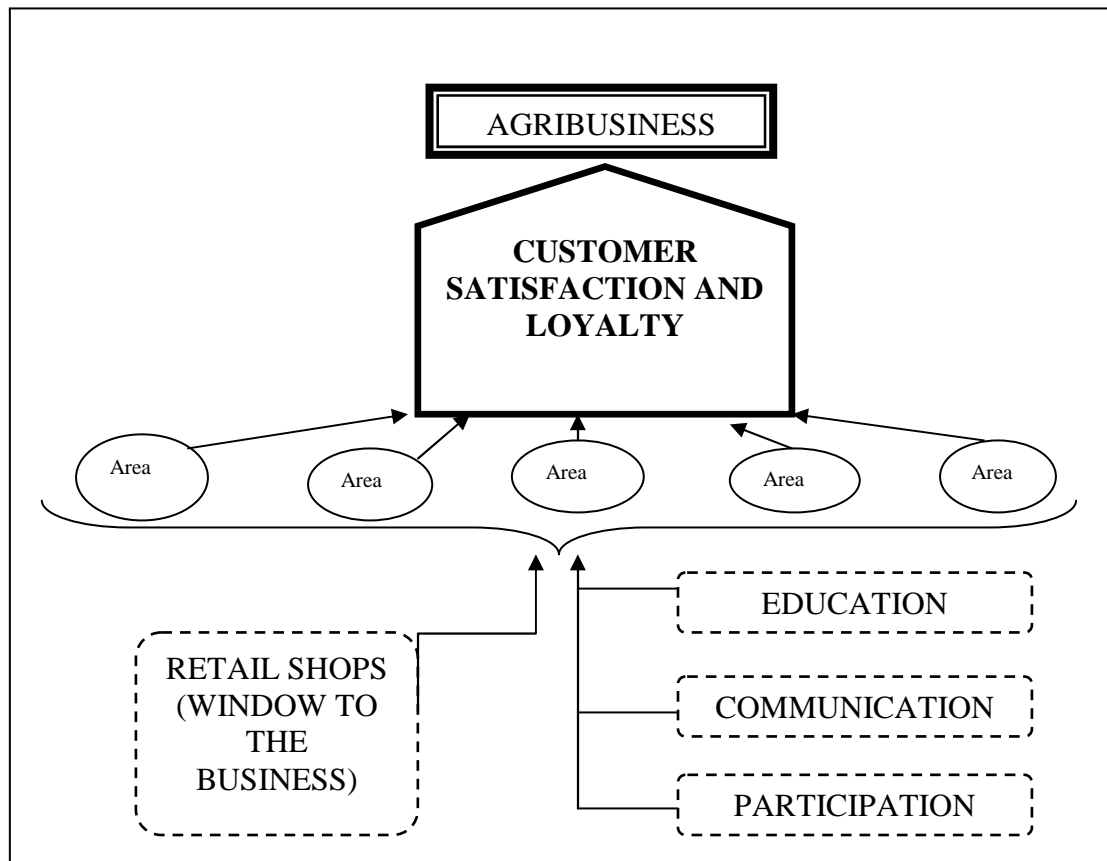 AGRIBUSINESS
CUSTOMER
SATISFACTION AND
LOYALTY
Area
Area
Area
Area
Area
RETAIL SHOPS
(WINDOW TO
THE
BUSINESS)
EDUCATION
COMMUNICATION
PARTICIPATION